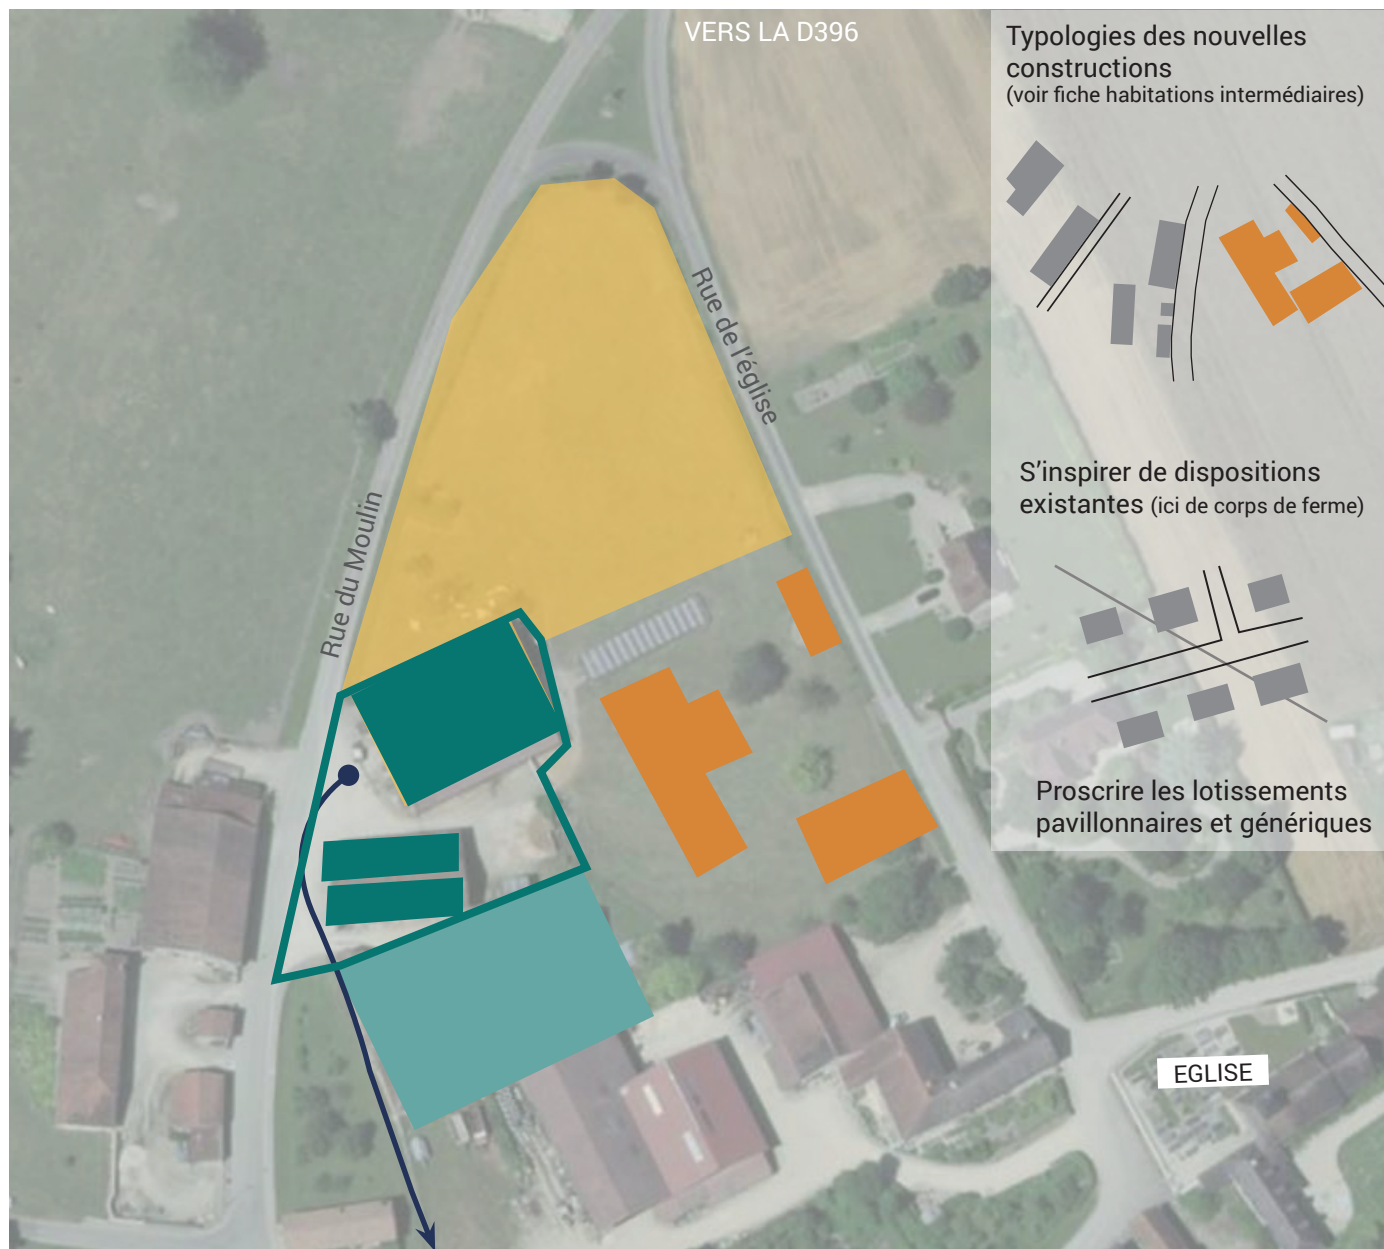 VERS LA D396
Typologies des nouvelles
constructions
(voir fiche habitations intermédiaires)
Rue de l'église
S'inspirer de dispositions
existantes (ici de corps de ferme)
Rue du Moulin
Proscrire les lotissements
pavillonnaires et génériques
EGLISE